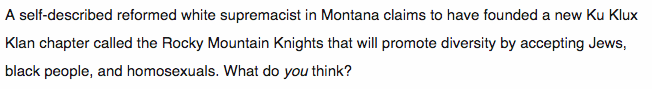 A self-described reformed white supremacist in Montana claims to have founded a new Ku Klux
Klan chapter called the Rocky Mountain Knights that will promote diversity by accepting Jews,
black people, and homosexuals. What do you think?